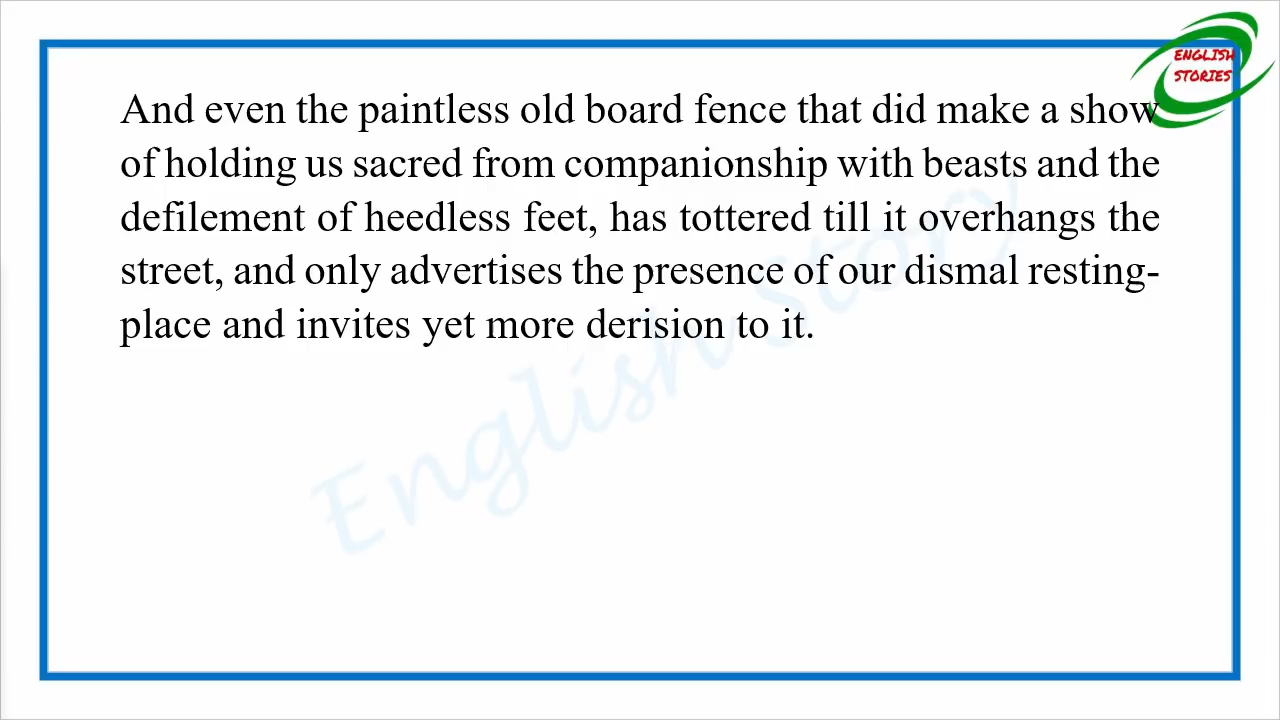 ENGLISH
STORIES
And even the paintless old board fence that did make a show
of holding us sacred from companionship with beasts and the
defilement of heedless feet, has tottered till it overhangs the
street, and only advertises the presence of our dismal resting-
place and invites yet more derision to it.
English Story